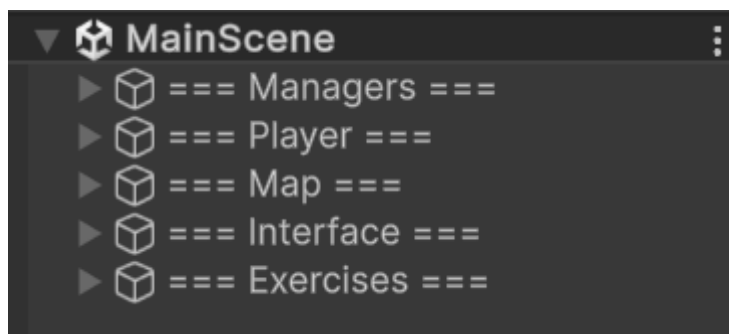 MainScene
=== Managers ===
=== Player ===
=== Map ===
=== Interface ===
=== Exercises ===